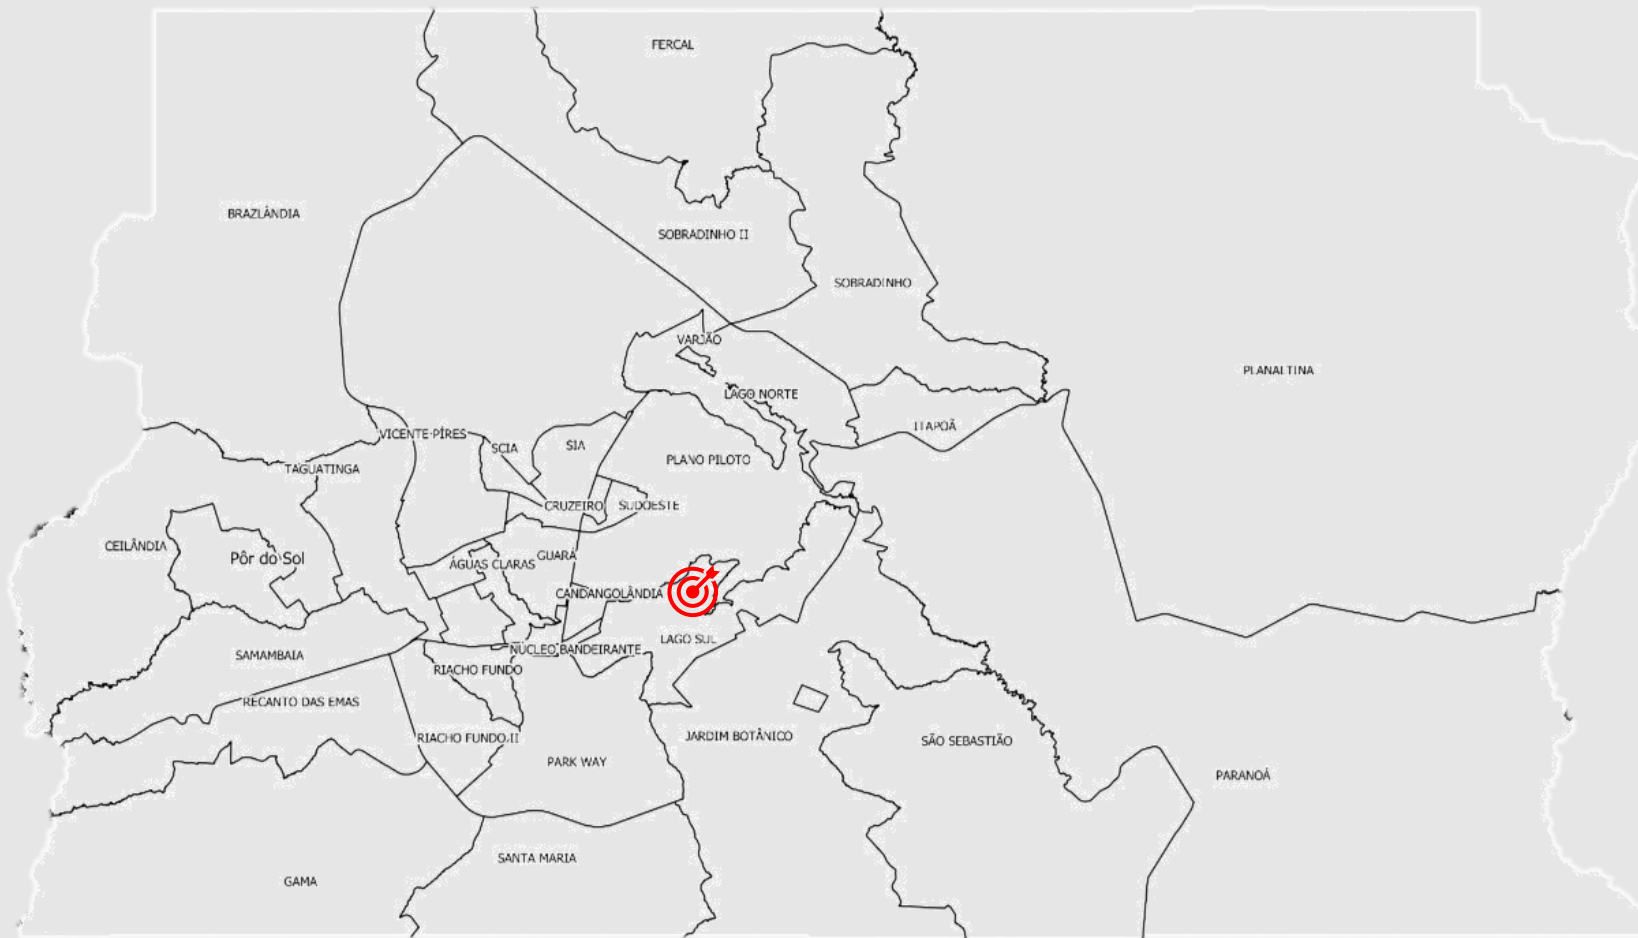 FERCAL
BRAZLÂNDIA
SOBRADINHO II
SOBRADINHO
VARJÃO
PLANALTINA
LAGO NORTE
ITAPOÃ
VICENTE PÍRES
SCIA
SIA
PLANO PILOTO
TAGUATINGA
CRUZEIRO
SUDOESTE
CEILÂNDIA
Pôr do Sol
ÁGUAS CLARAS
GUARÁ
CANDANGOLÂNDIA
LAGO SUL
NÚCLEO BANDEIRANTE
SAMAMBAIA
RIACHO FUNDO
RECANTO DAS EMAS
RIACHO FUNDO II
JARDIM BOTÂNICO
SÃO SEBASTIÃO
PARK WAY
PARANOÁ
SANTA MARIA
GAMA